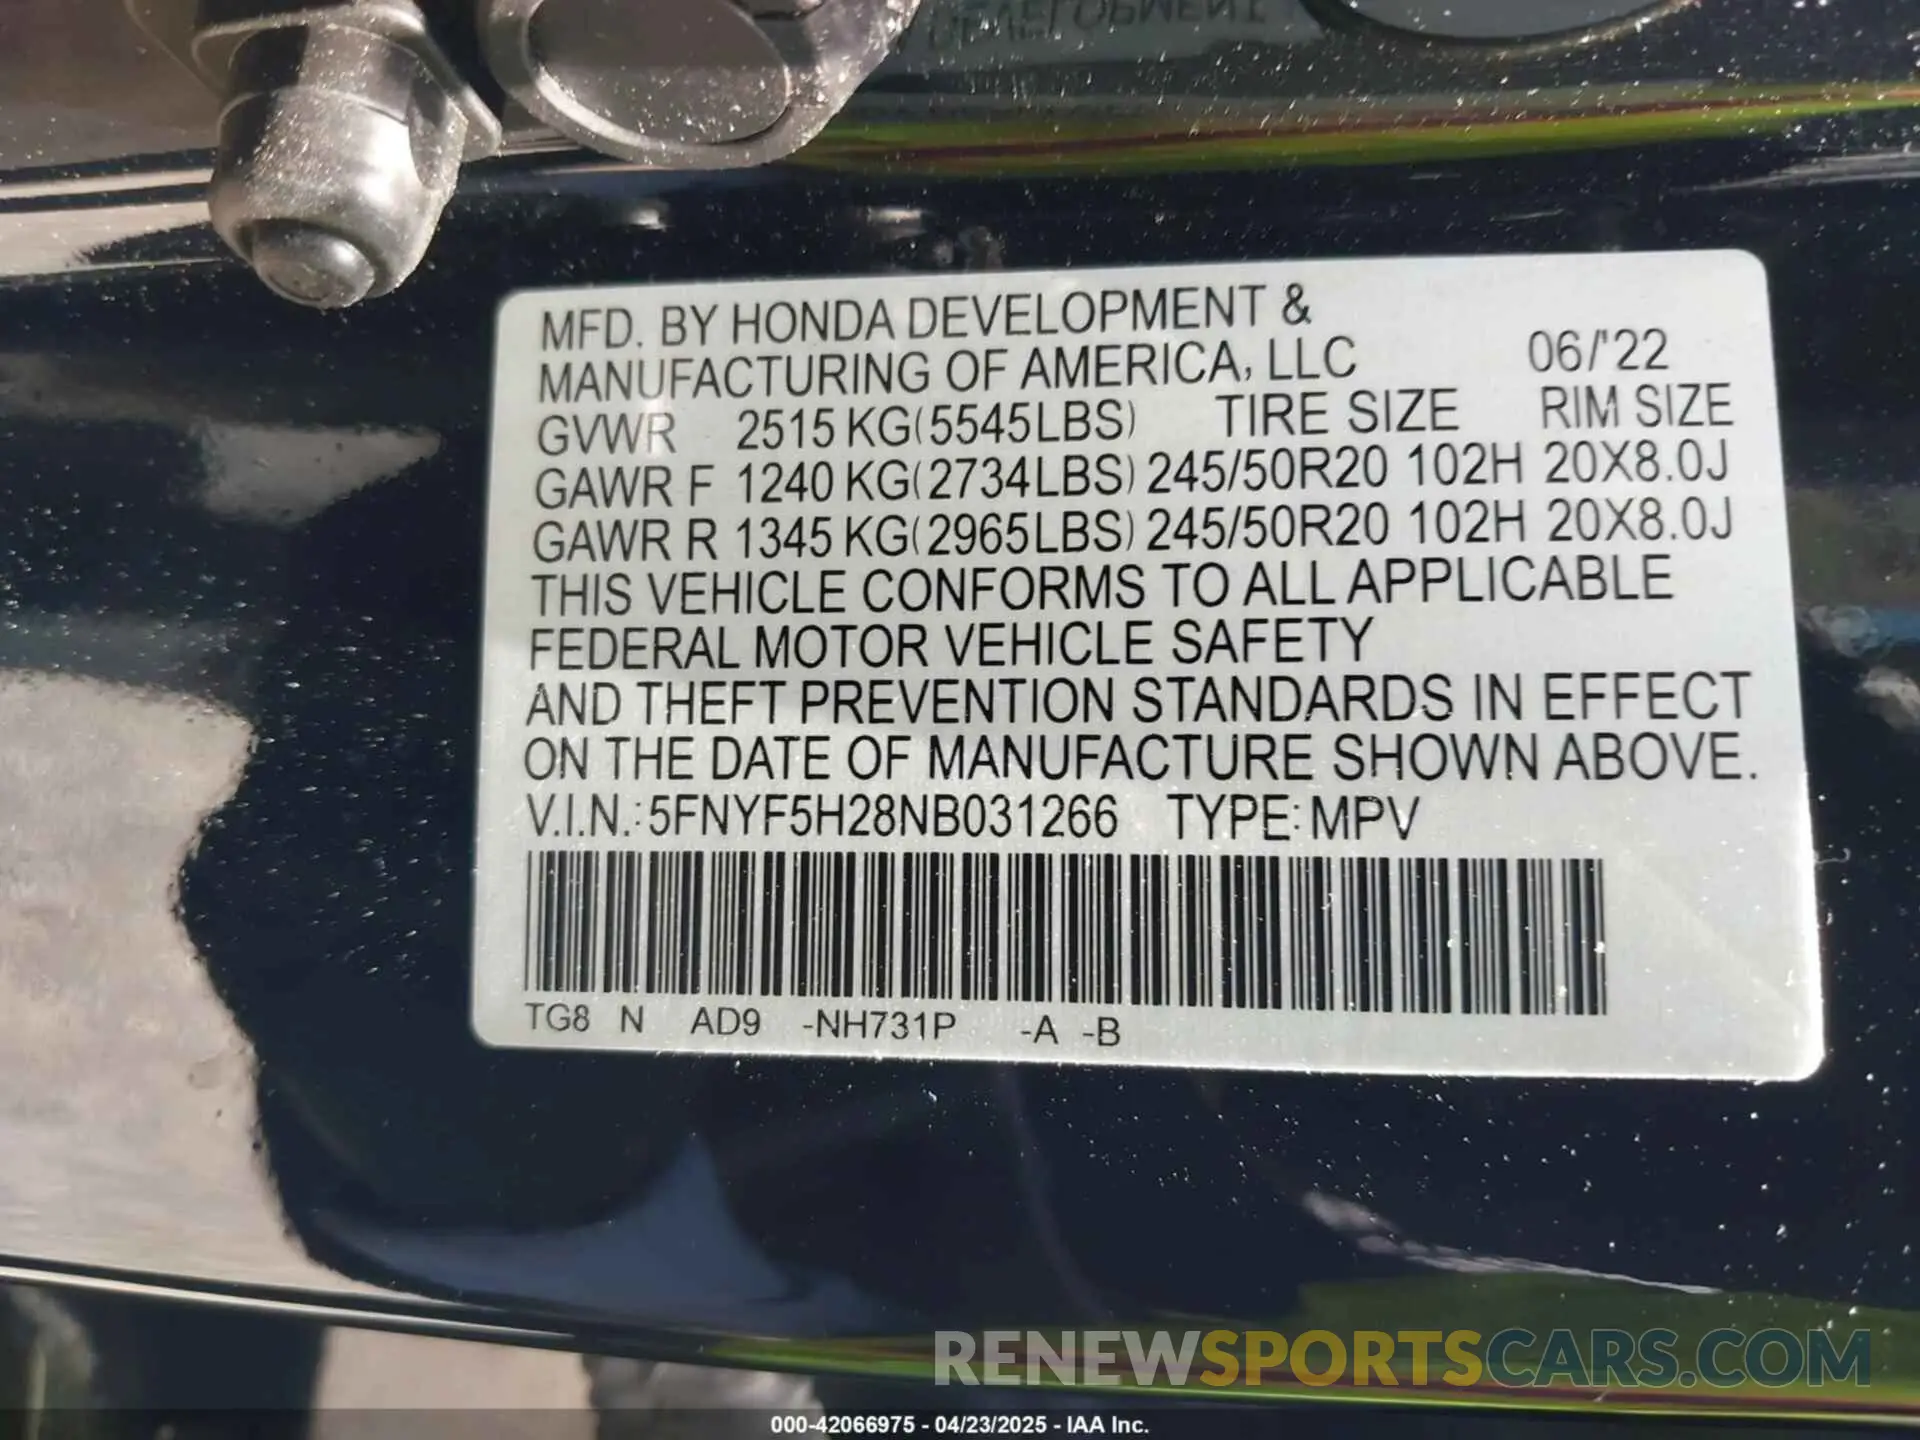 DEVELOPMENT
MFD. BY HONDA DEVELOPMENT &
MANUFACTURING OF AMERICA, LLC 06/'22
GVWR 2515 KG(5545LBS) TIRE SIZE RIM SIZE
GAWR F 1240 KG(2734LBS) 245/50R20 102H 20X8.0J
GAWR R 1345 KG(2965LBS) 245/50R20 102H 20X8.0J
THIS VEHICLE CONFORMS TO ALL APPLICABLE
FEDERAL MOTOR VEHICLE SAFETY
AND THEFT PREVENTION STANDARDS IN EFFECT
ON THE DATE OF MANUFACTURE SHOWN ABOVE.
V.I.N.: 5FNYF5H28NB031266 TYPE: MPV
TG8 N AD9 -NH731P -A -B
RENEWSPORTSCARS.COM
000-42066975 - 04/23/2025 - IAA Inc.